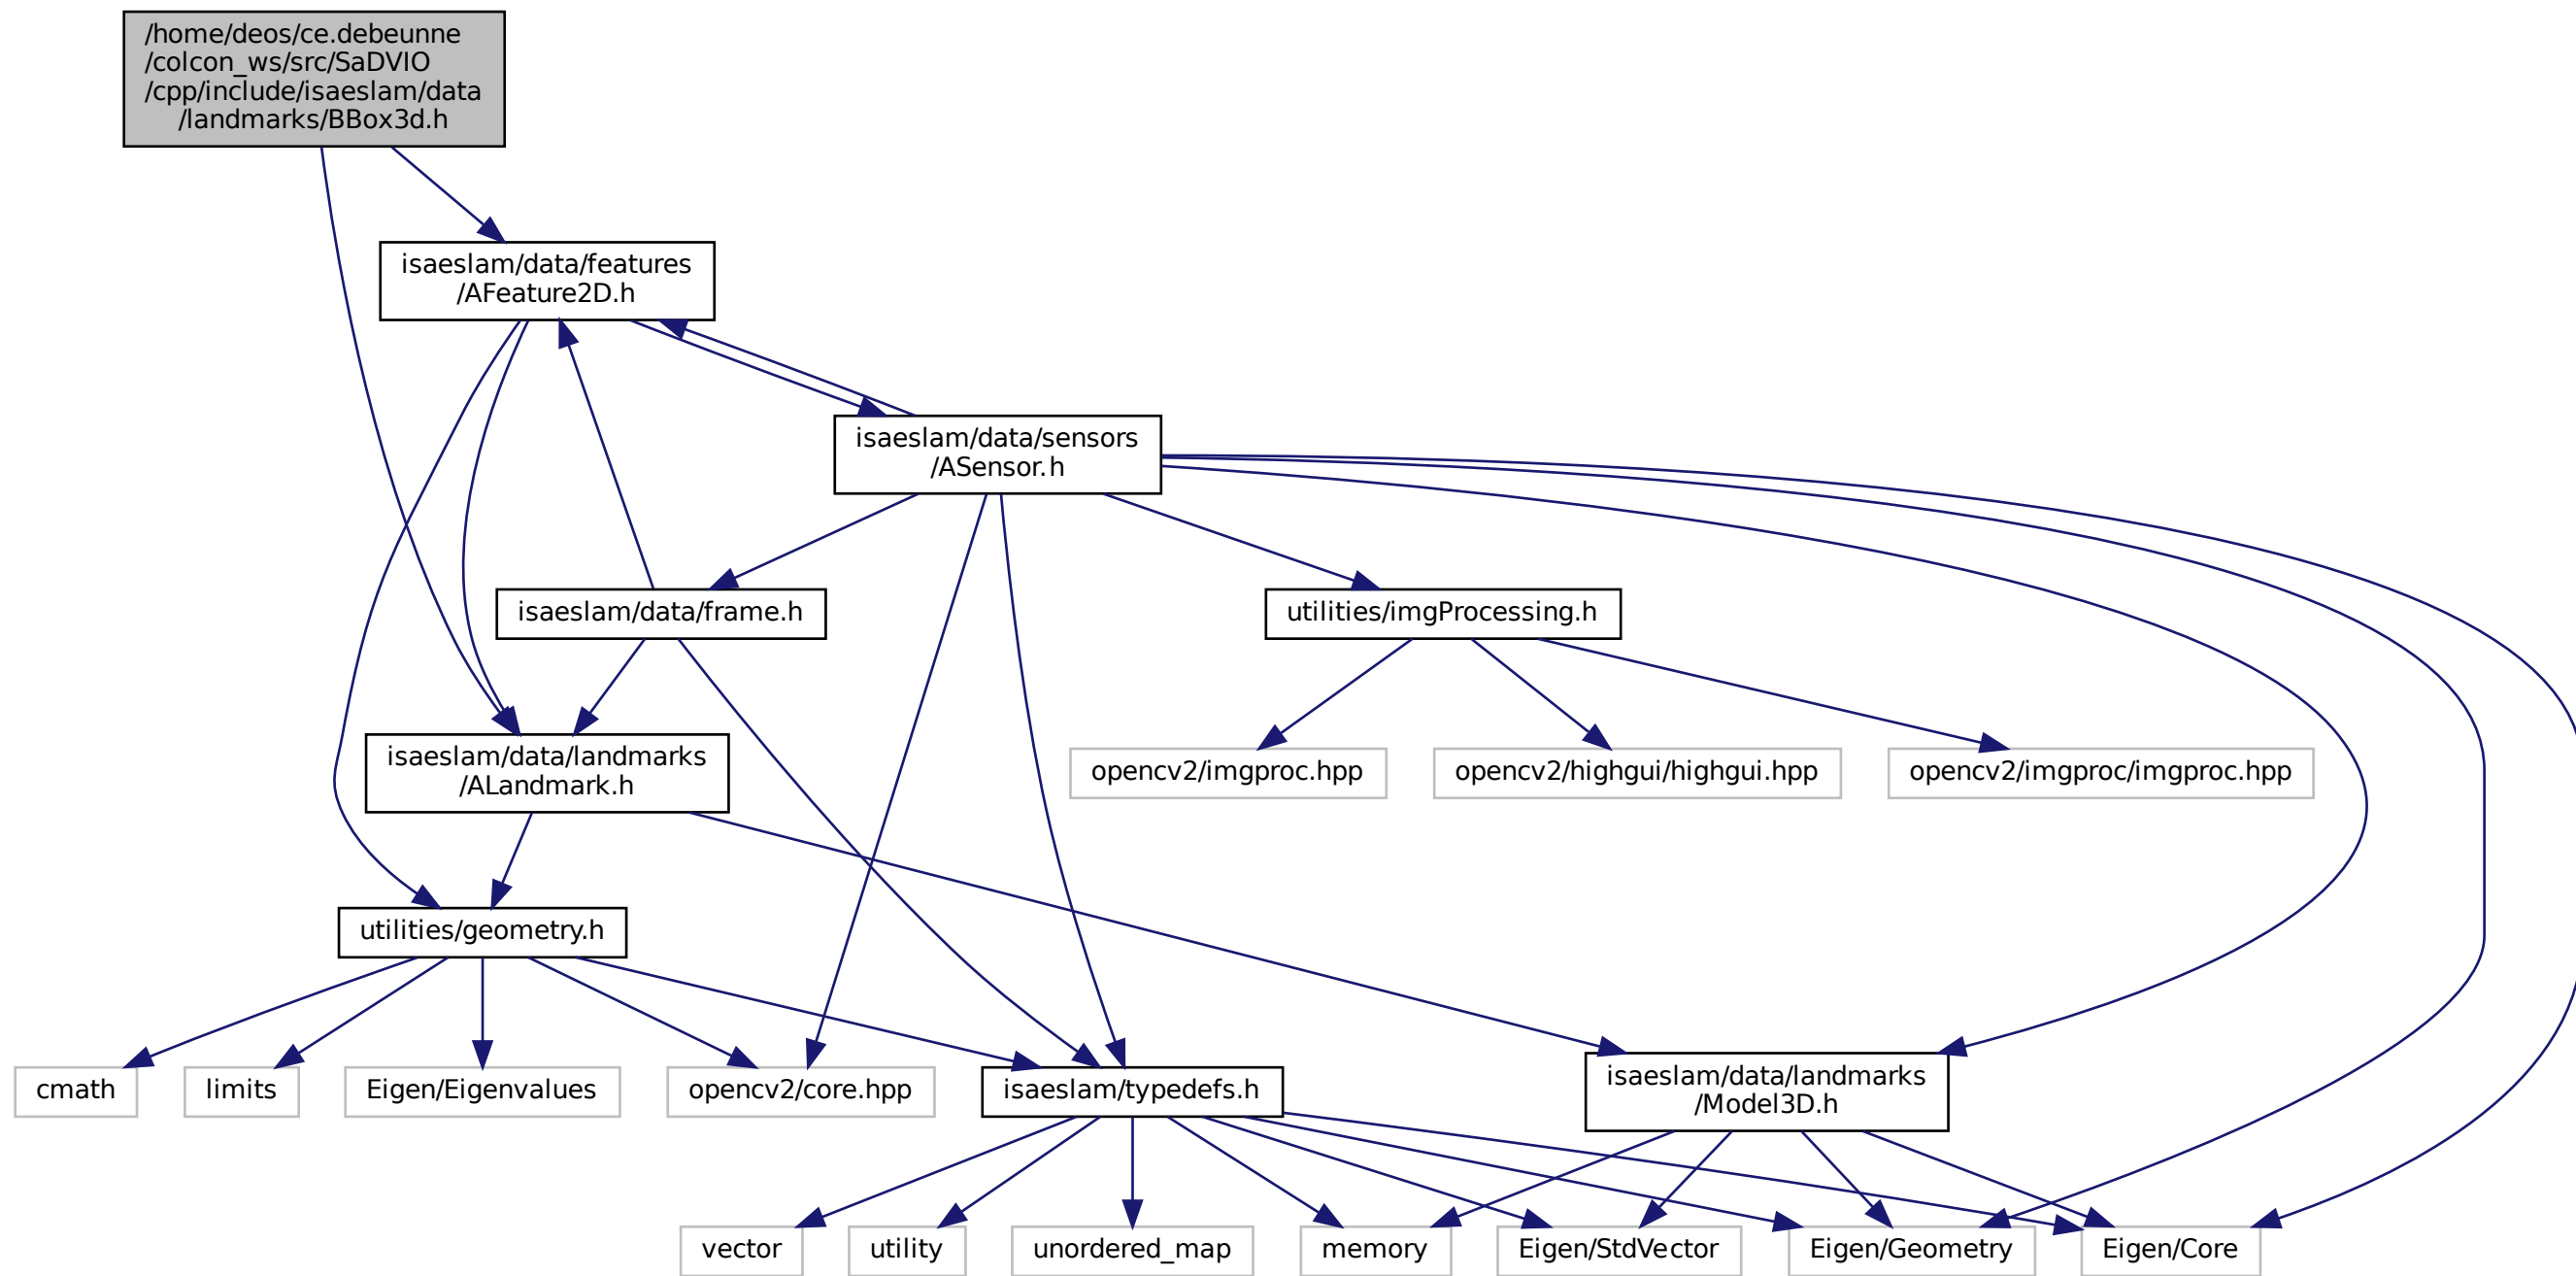 /home/deos/ce.debeunne
/colcon_ws/src/SaDVIO
/cpp/include/isaeslam/data
/landmarks/BBox3d.h
isaeslam/data/features
/AFeature2D.h
isaeslam/data/sensors
/ASensor.h
isaeslam/data/frame.h
utilities/imgProcessing.h
isaeslam/data/landmarks
/ALandmark.h
opencv2/imgproc.hpp
opencv2/highgui/highgui.hpp
opencv2/imgproc/imgproc.hpp
utilities/geometry.h
cmath
limits
Eigen/Eigenvalues
opencv2/core.hpp
isaeslam/typedefs.h
isaeslam/data/landmarks
/Model3D.h
vector
utility
unordered_map
memory
Eigen/StdVector
Eigen/Geometry
Eigen/Core